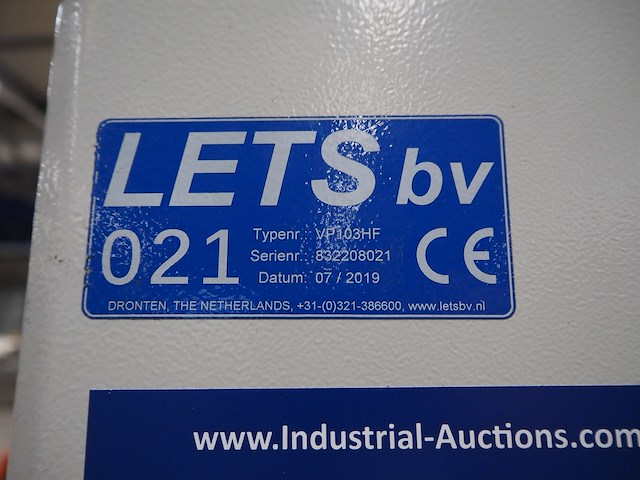 LETS bv
021
Typenr.: VP103HF
Serienr.: 832208021
Datum: 07 / 2019
CE
DRONTEN, THE NETHERLANDS, +31-(0)321-386600, www.letsbv.nl
www.Industrial-Auctions.com